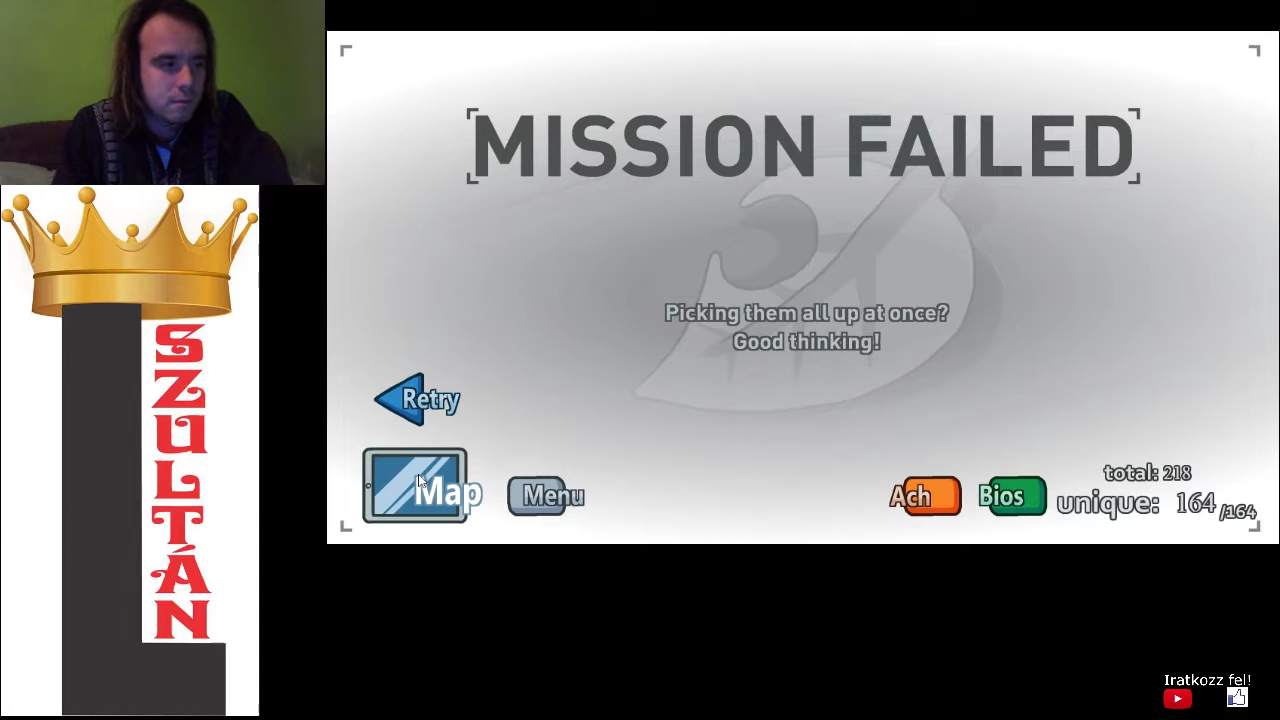 MISSION FAILED
Picking them all up at once?
Good thinking!
Retry
Map
Menu
Ach
Bios
total: 218
unique: 164 /164
L
SZULTÁN
Iratkozz fel!